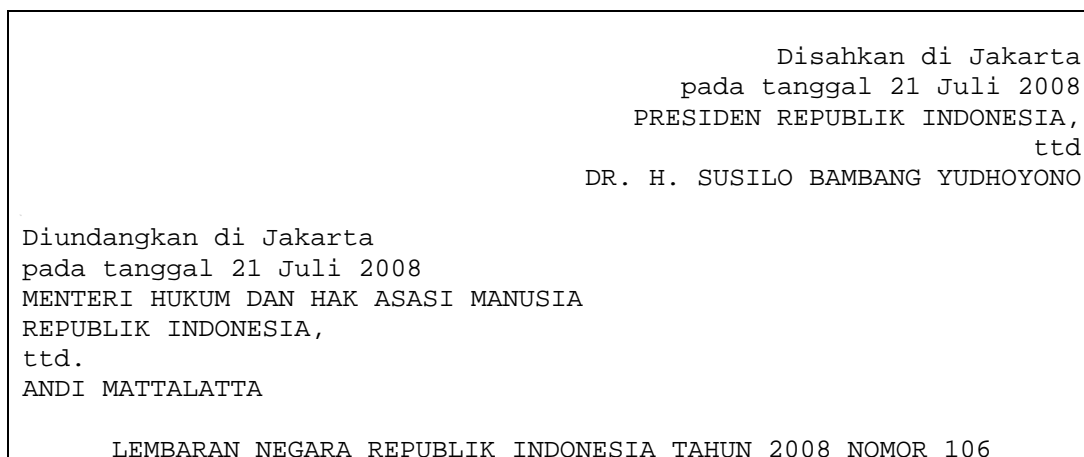 Disahkan di Jakarta
pada tanggal 21 Juli 2008
PRESIDEN REPUBLIK INDONESIA,
ttd
DR. H. SUSILO BAMBANG YUDHOYONO
Diundangkan di Jakarta
pada tanggal 21 Juli 2008
MENTERI HUKUM DAN HAK ASASI MANUSIA
REPUBLIK INDONESIA,
ttd.
ANDI MATTALATTA
LEMBARAN NEGARA REPUBLIK INDONESIA TAHUN 2008 NOMOR 106